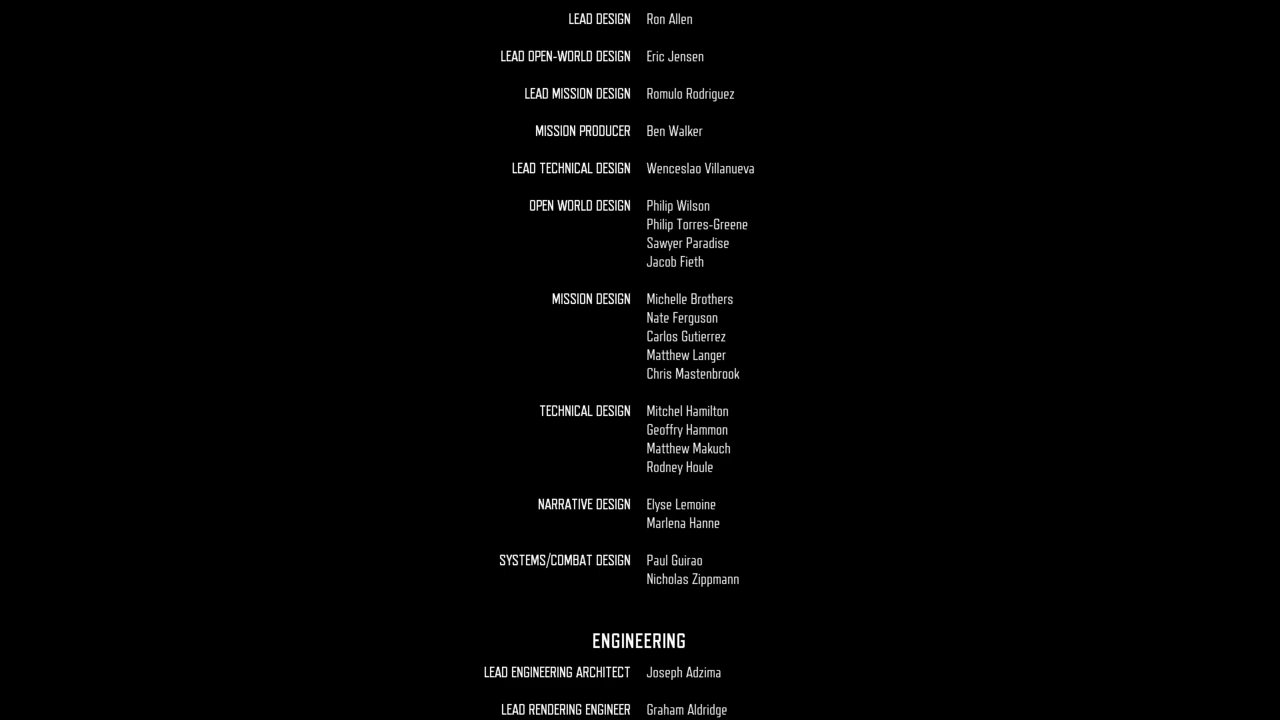 LEAD DESIGN Ron Allen
LEAD OPEN-WORLD DESIGN Eric Jensen
LEAD MISSION DESIGN Romulo Rodriguez
MISSION PRODUCER Ben Walker
LEAD TECHNICAL DESIGN Wenceslao Villanueva
OPEN WORLD DESIGN Philip Wilson
Philip Torres-Greene
Sawyer Paradise
Jacob Fieth
MISSION DESIGN Michelle Brothers
Nate Ferguson
Carlos Gutierrez
Matthew Langer
Chris Mastenbrook
TECHNICAL DESIGN Mitchel Hamilton
Geoffry Hammon
Matthew Makuch
Rodney Houle
NARRATIVE DESIGN Elyse Lemoine
Marlena Hanne
SYSTEMS/COMBAT DESIGN Paul Guirao
Nicholas Zippmann
ENGINEERING
LEAD ENGINEERING ARCHITECT Joseph Adzima
LEAD RENDERING ENGINEER Graham Aldridge